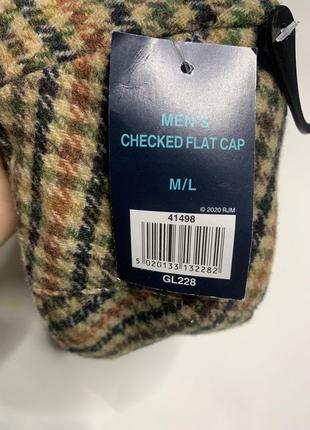 MEN'S
CHECKED FLAT CAP
M/L
© 2020 RJM
41498
5 020133 132282
GL228